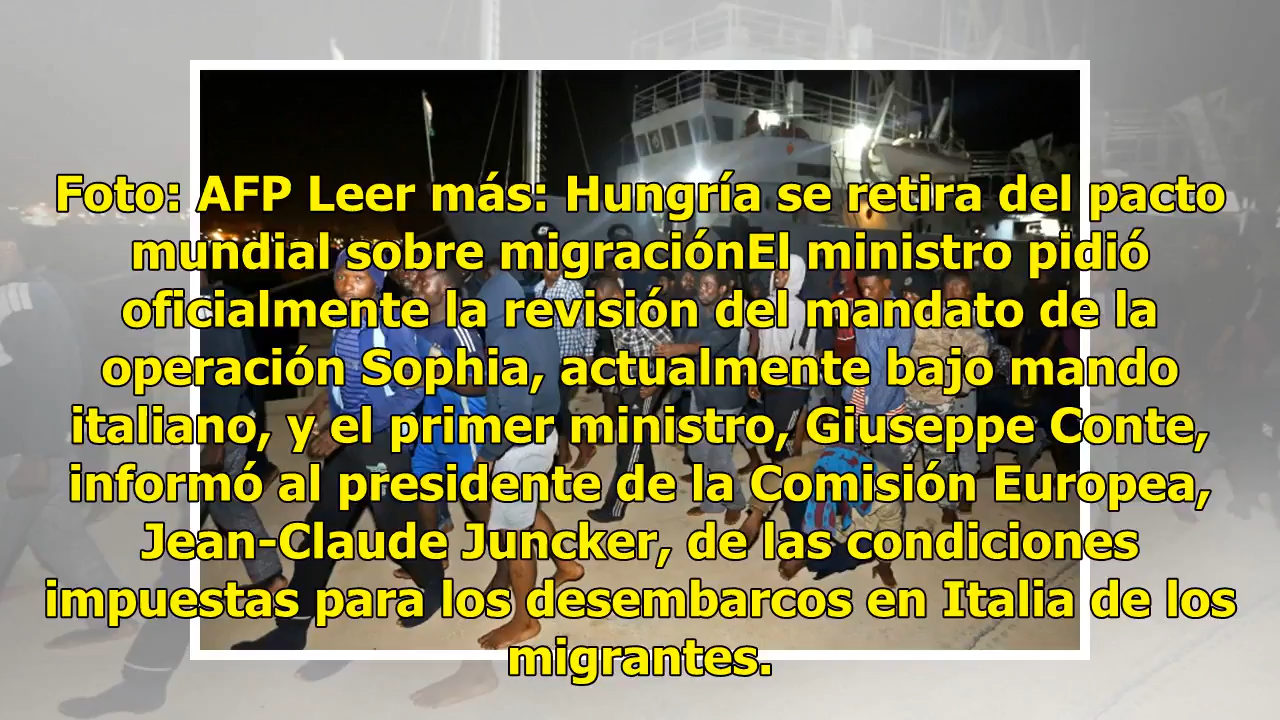 Foto: AFP Leer más: Hungría se retira del pacto
mundial sobre migraciónEl ministro pidió
oficialmente la revisión del mandato de la
operación Sophia, actualmente bajo mando
italiano, y el primer ministro, Giuseppe Conte,
informó al presidente de la Comisión Europea,
Jean-Claude Juncker, de las condiciones
impuestas para los desembarcos en Italia de los
migrantes.